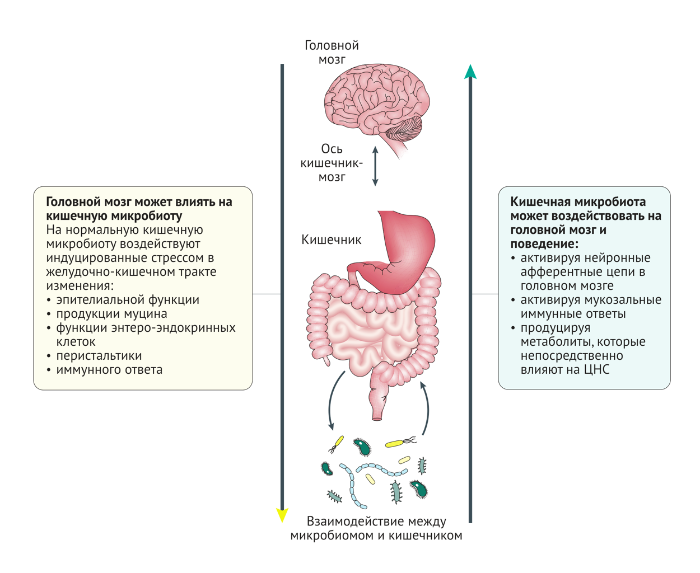 Головной
мозг
Ось
кишечник-
мозг
Головной мозг может влиять на
кишечную микробиоту
На нормальную кишечную
микробиоту воздействуют
индуцированные стрессом в
желудочно-кишечном тракте
изменения:
• эпителиальной функции
• продукции муцина
• функции энтеро-эндокринных
клеток
• перистальтики
• иммунного ответа
Кишечник
Кишечная микробиота
может воздействовать на
головной мозг и
поведение:
• активируя нейронные
афферентные цепи в
головном мозге
• активируя мукозальные
иммунные ответы
• продуцируя
метаболиты, которые
непосредственно
влияют на ЦНС
Взаимодействие между
микробиомом и кишечником